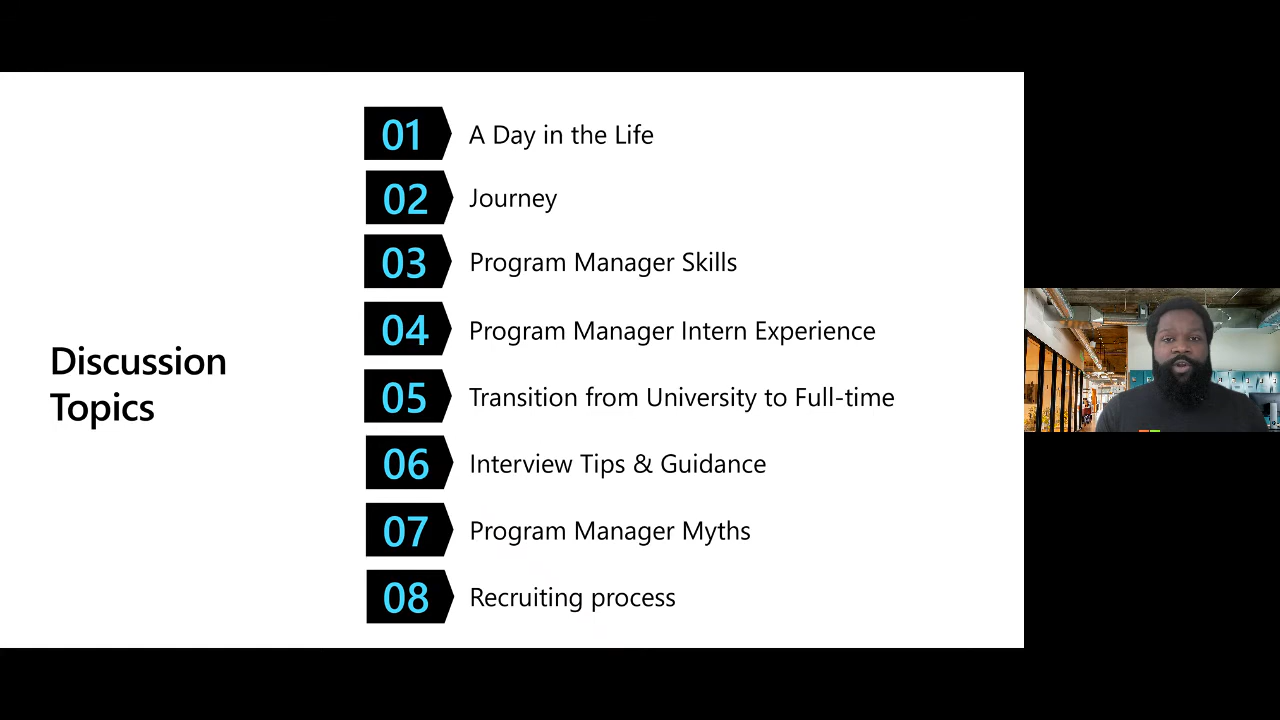 Discussion
Topics
01 A Day in the Life
02 Journey
03 Program Manager Skills
04 Program Manager Intern Experience
05 Transition from University to Full-time
06 Interview Tips & Guidance
07 Program Manager Myths
08 Recruiting process